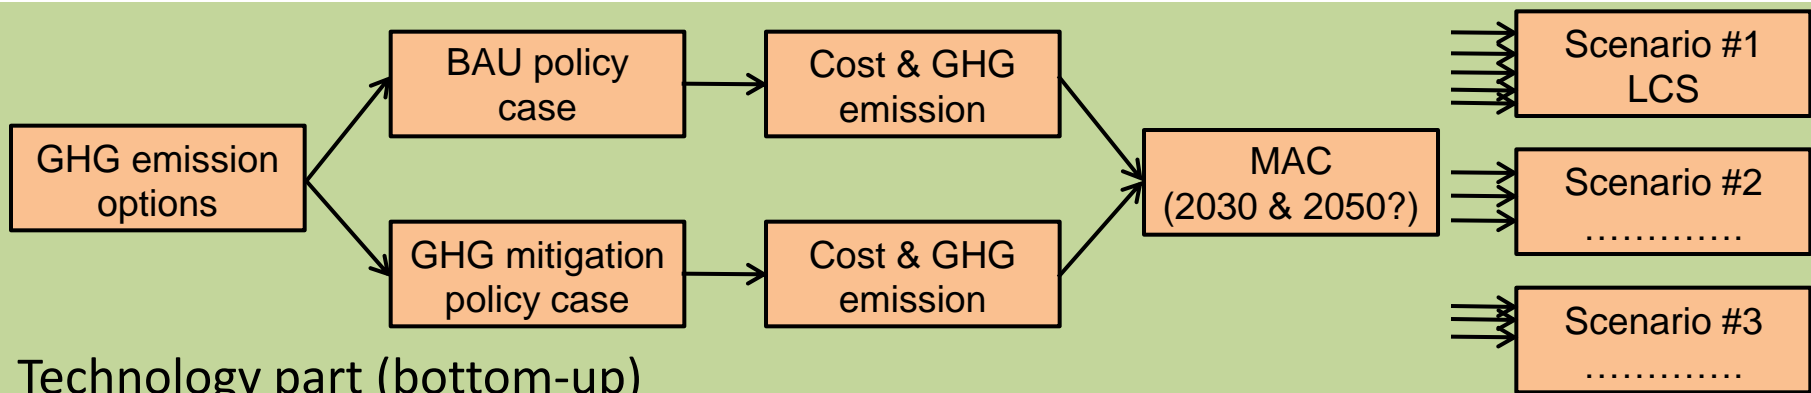 GHG emission
options
BAU policy
case
Cost & GHG
emission
GHG mitigation
policy case
Cost & GHG
emission
MAC
(2030 & 2050?)
Scenario #1
LCS
Scenario #2
.............
Scenario #3
.............
Technology part (bottom-up)